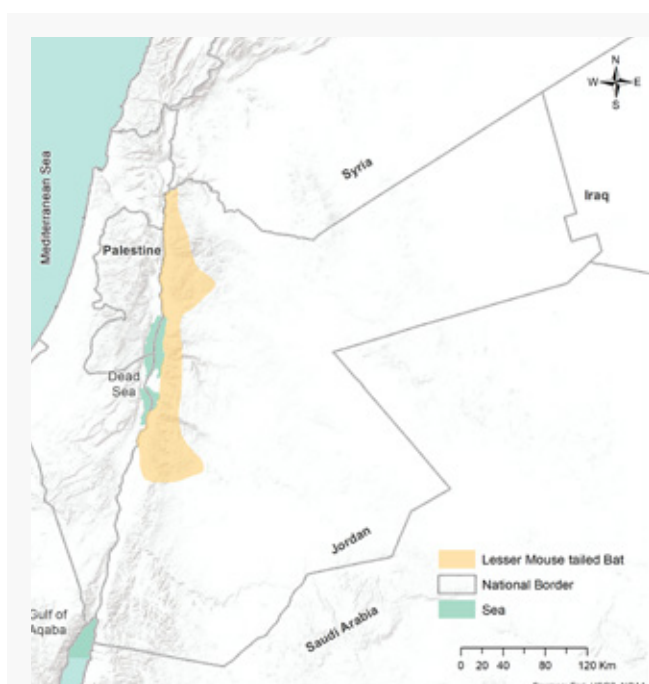 N
W E
S
Mediterranean Sea
Syria
Iraq
Palestine
Dead
Sea
Jordan
Saudi Arabia
Gulf of
Aqaba
Lesser Mouse tailed Bat
National Border
Sea
0 20 40 80 120 Km